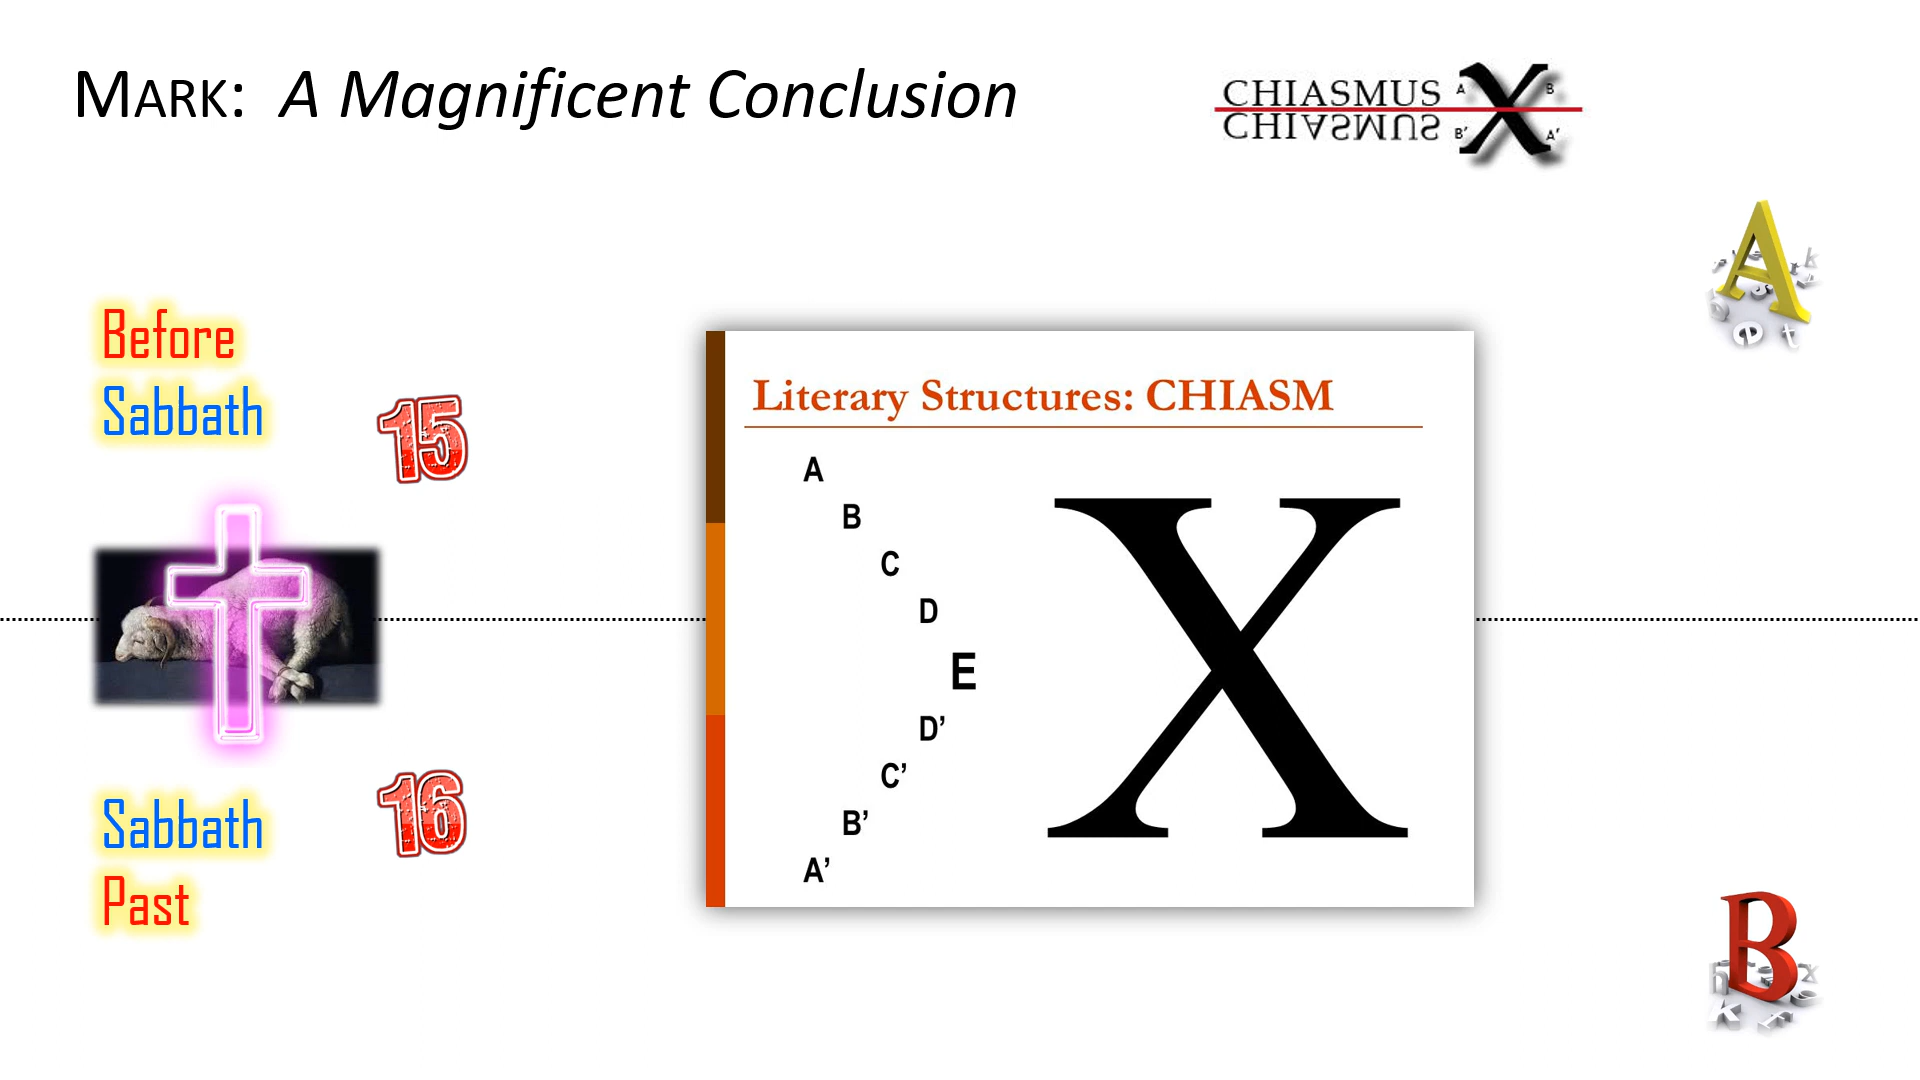 MARK: A Magnificent Conclusion
CHIASMUS
CHIASMUS
A B
B' A'
A
Before
Sabbath
15
Literary Structures: CHIASM
A
B
C
D
E
D’
C’
B’
A’
X
Sabbath
Past
16
B